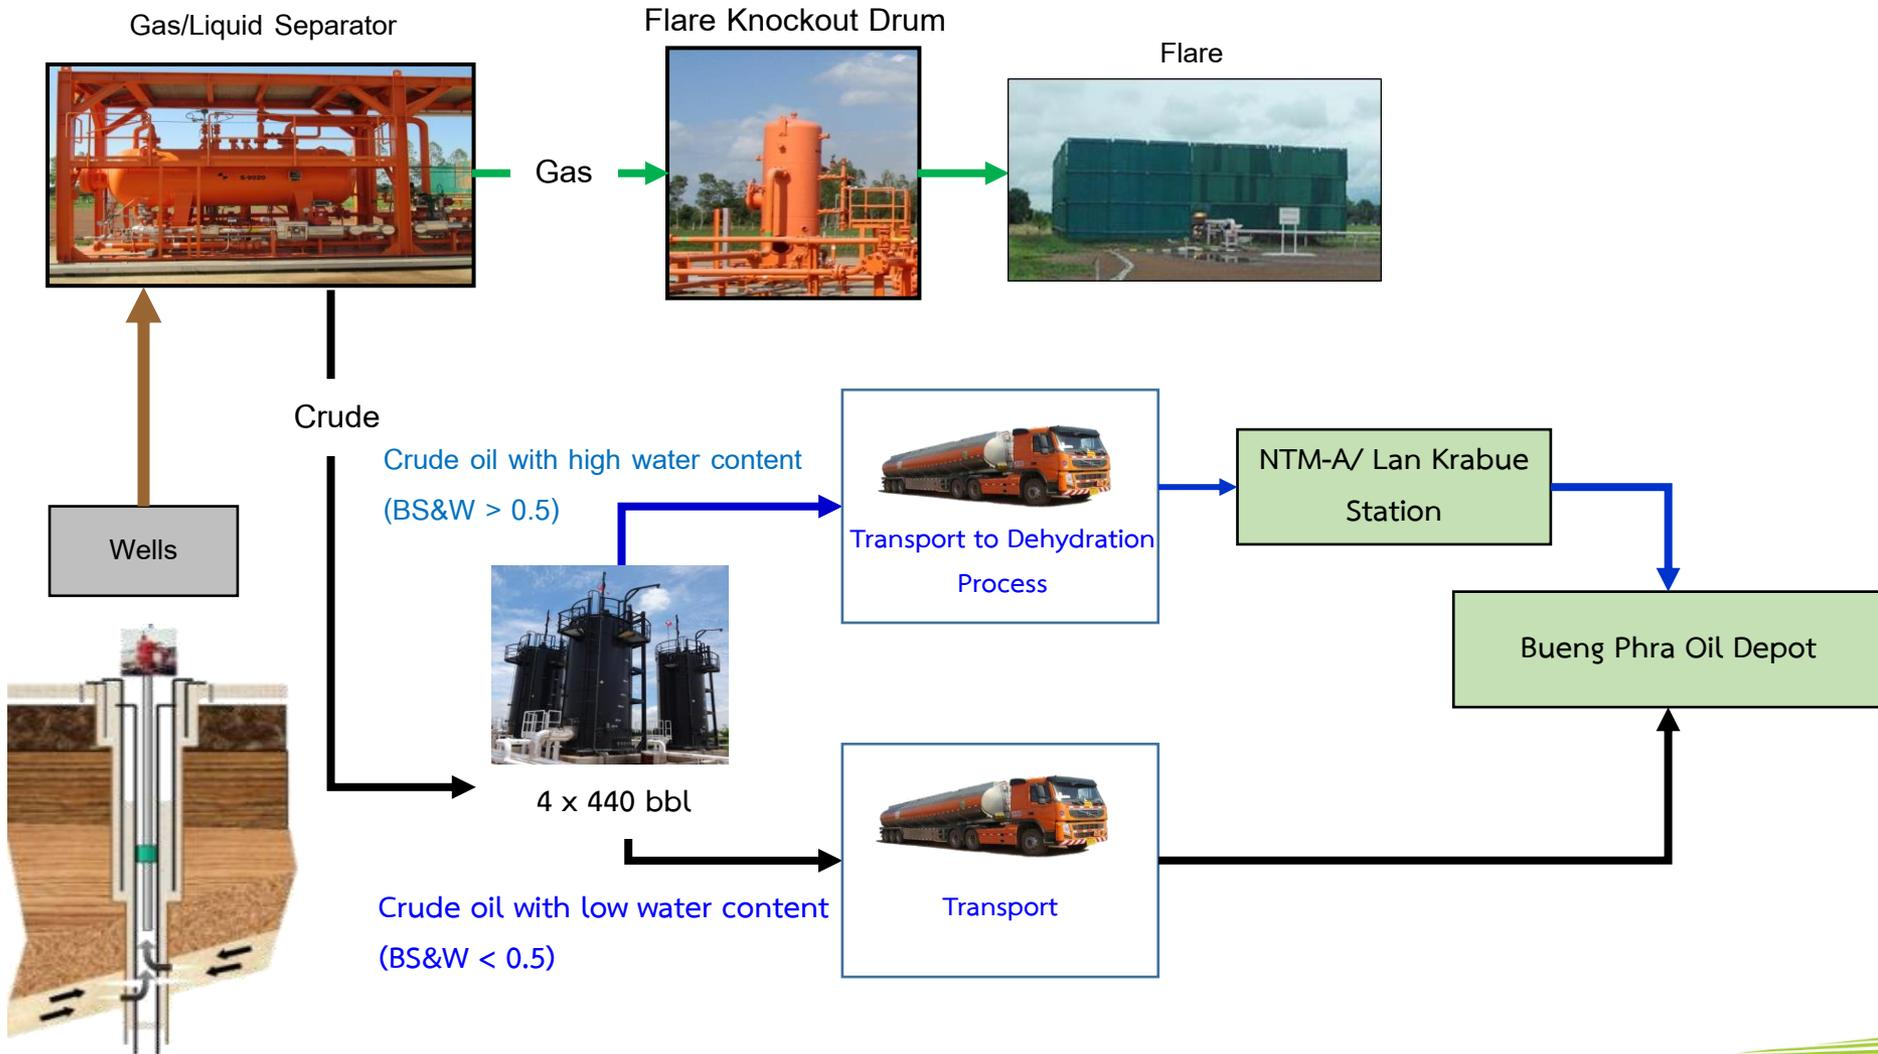 Gas/Liquid Separator
Flare Knockout Drum
Flare
Gas
Crude
Crude oil with high water content
(BS&W > 0.5)
Wells
Transport to Dehydration
Process
NTM-A/ Lan Krabue
Station
Bueng Phra Oil Depot
4 x 440 bbl
Crude oil with low water content
(BS&W < 0.5)
Transport